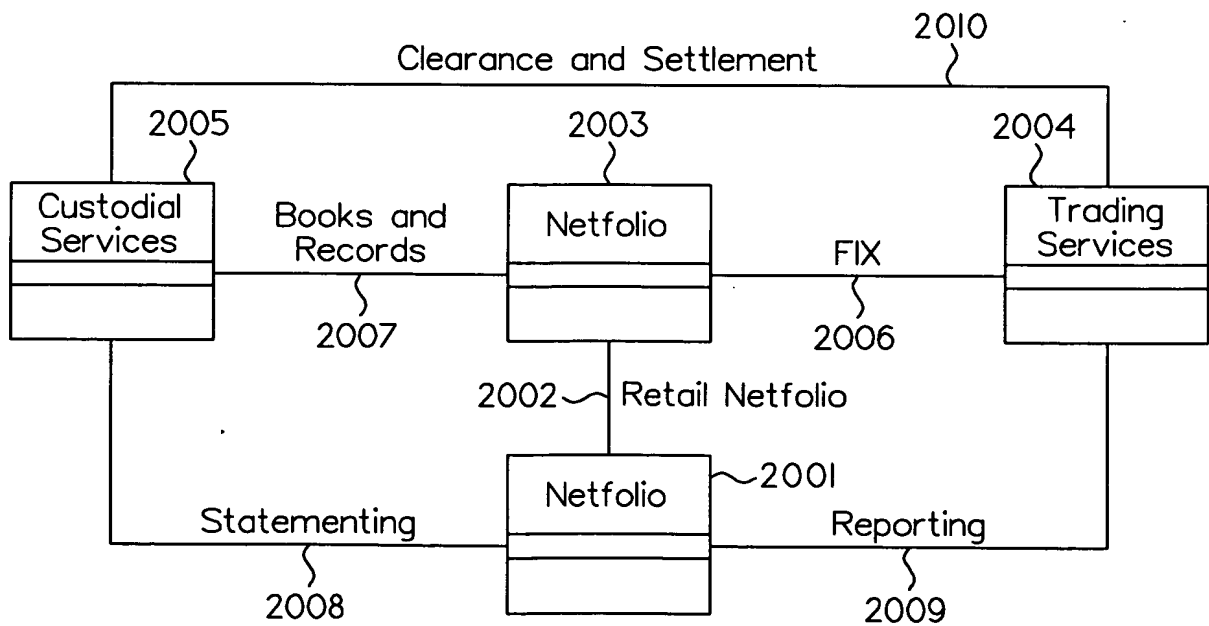 2010
Clearance and Settlement
2005
2003
2004
Custodial
Services
Books and
Records
Netfolio
FIX
Trading
Services
2007
2006
2002
Retail Netfolio
Netfolio
2001
Statementing
Reporting
2008
2009